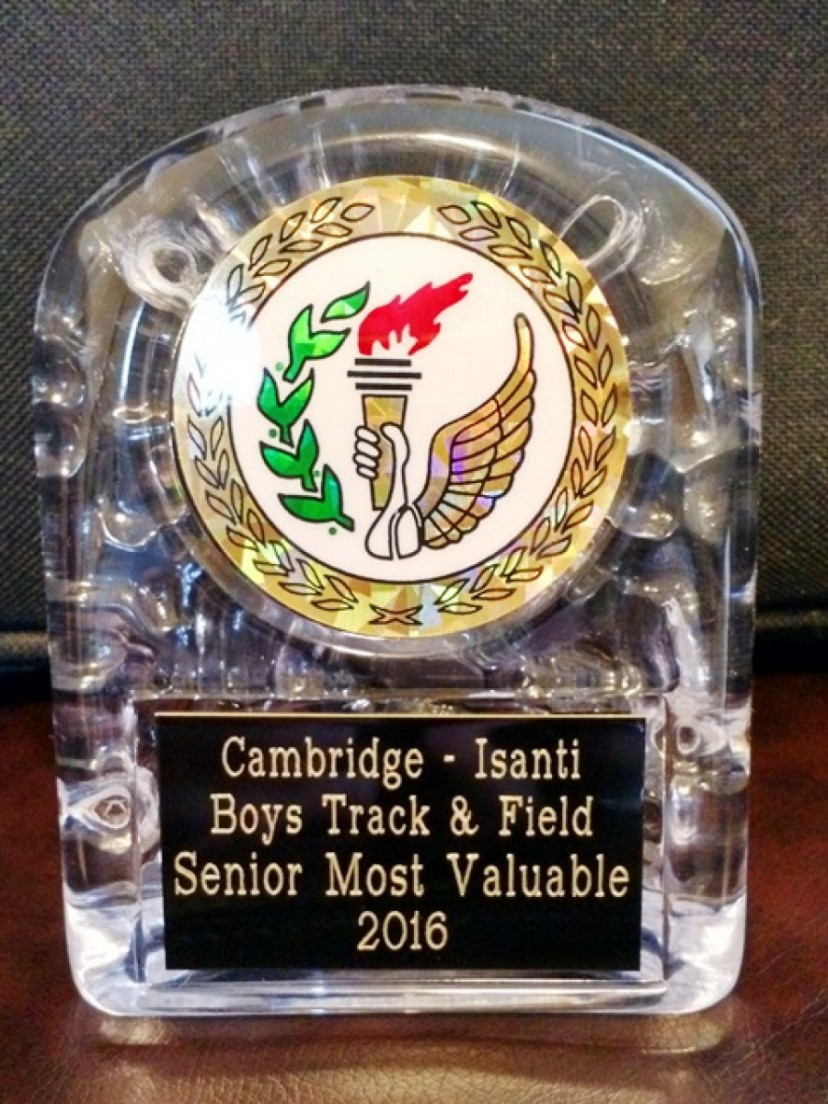 Cambridge - Isanti
Boys Track & Field
Senior Most Valuable
2016